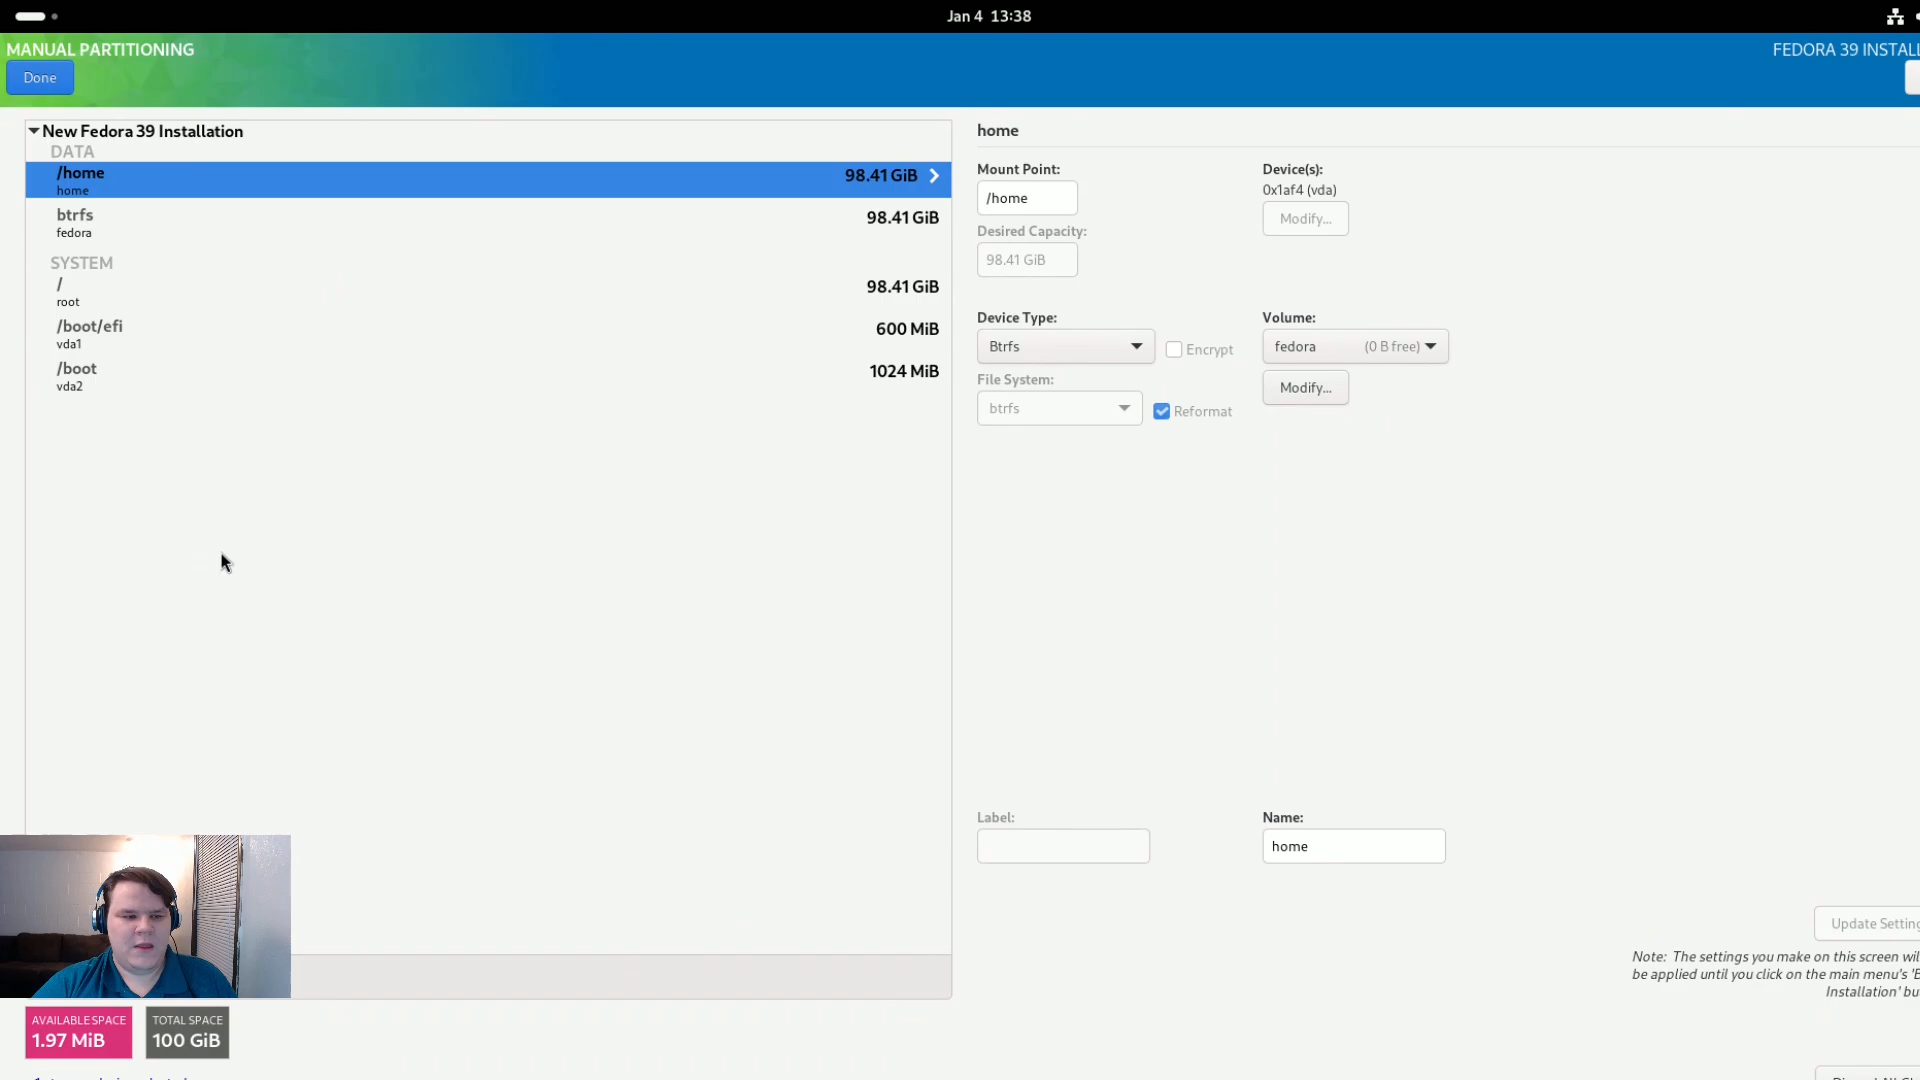 Jan 4 13:38
MANUAL PARTITIONING
FEDORA 39 INSTALL
Done
New Fedora 39 Installation
DATA
/home
98.41 GiB
home
btrfs
98.41 GiB
fedora
SYSTEM
/
98.41 GiB
root
/boot/efi
600 MiB
vda1
/boot
1024 MiB
vda2
home
Mount Point:
Device(s):
/home
0x1af4 (vda)
Modify...
Desired Capacity:
98.41 GiB
Device Type:
Volume:
Btrfs
Encrypt
fedora (0 B free)
File System:
Modify...
btrfs
Reformat
Label:
Name:
home
Update Setting
Note: The settings you make on this screen will
be applied until you click on the main menu's
Installation'
AVAILABLE SPACE
1.97 MiB
TOTAL SPACE
100 GiB